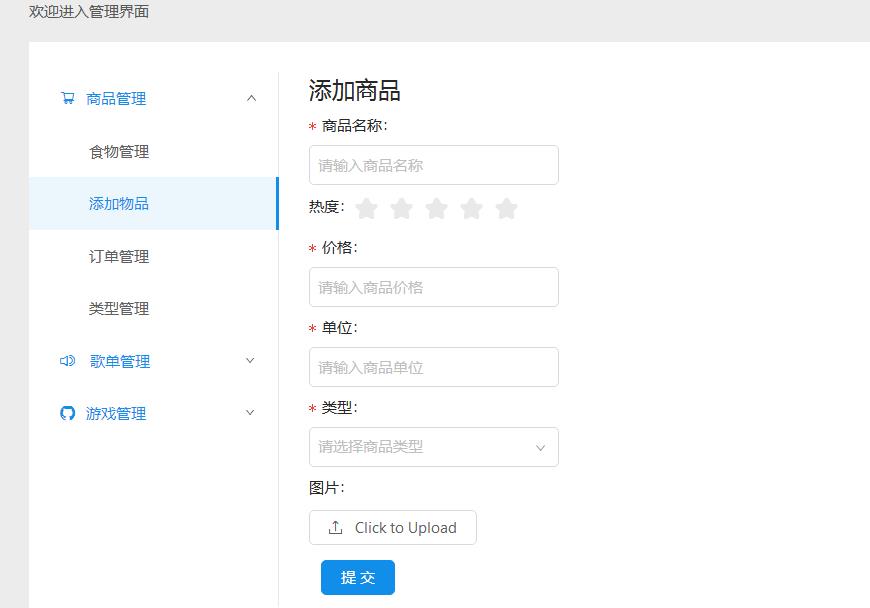 欢迎进入管理界面
商品管理
食物管理
添加物品
订单管理
类型管理
歌单管理
游戏管理
添加商品
* 商品名称:
请输入商品名称
热度:
* 价格:
请输入商品价格
* 单位:
请输入商品单位
* 类型:
请选择商品类型
图片:
Click to Upload
提 交